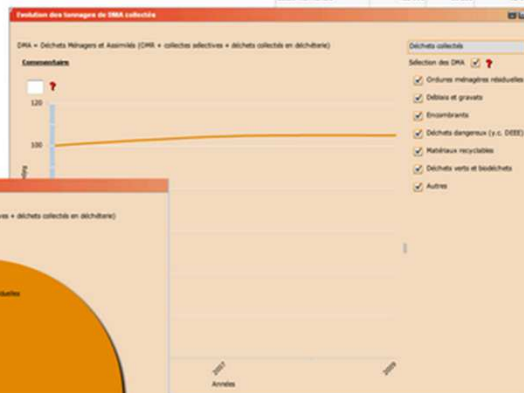 Evolution des tonnages de DMA collectés
DMA = Déchets Ménagers et Assimilés (OMR + collectes sélectives + déchets collectés en déchèterie)
Commentaire
?
120
100
Déchets collectés
Sélection des DMA ?
Ordures ménagères résiduelles
Déblais et gravats
Encombrants
Déchets dangereux (y.c. DEEE)
Matériaux recyclables
Déchets verts et biodéchets
Autres
ves + déchets collectés en déchèterie)
duelles
2007
2009
Années